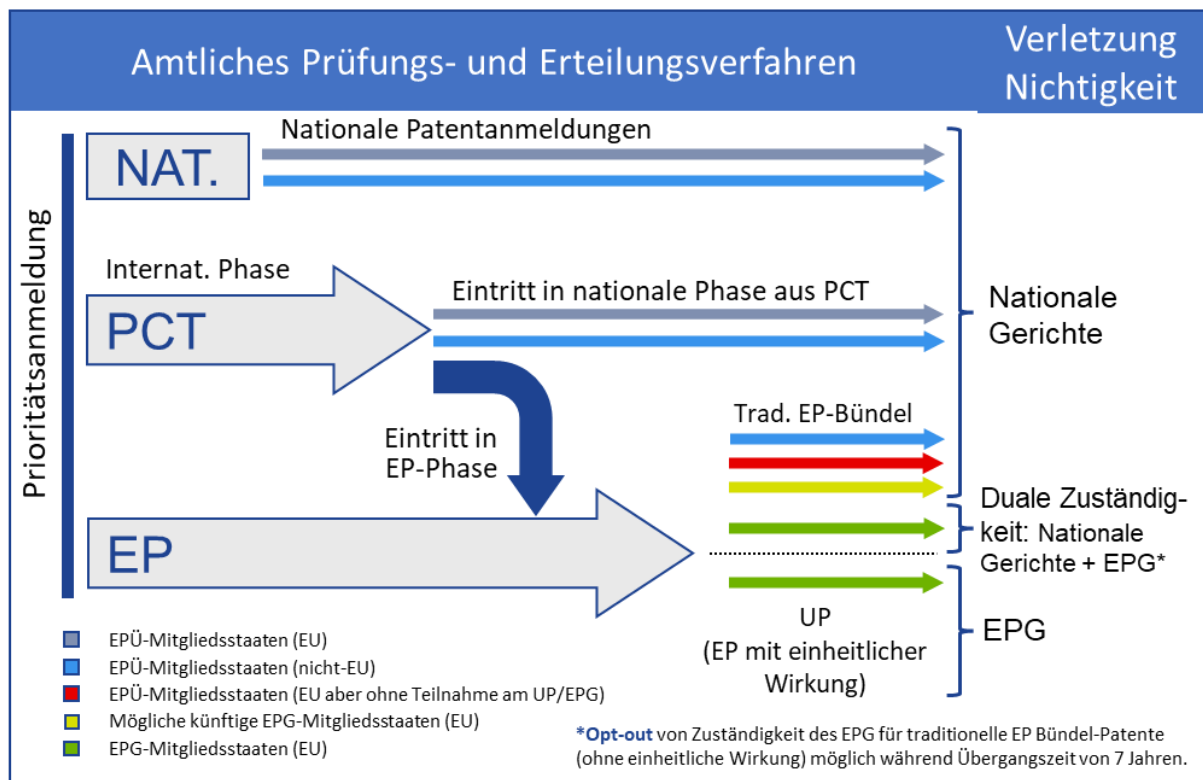 Amtliches Prüfungs- und Erteilungsverfahren
Verletzung
Nichtigkeit
Prioritätsanmeldung
NAT.
Nationale Patentanmeldungen
Internat. Phase
PCT
Eintritt in nationale Phase aus PCT
Nationale
Gerichte
Eintritt in
EP-Phase
Trad. EP-Bündel
EP
Duale Zuständig-
keit: Nationale
Gerichte + EPG*
UP
(EP mit einheitlicher
Wirkung)
EPG
EPÜ-Mitgliedsstaaten (EU)
EPÜ-Mitgliedsstaaten (nicht-EU)
EPÜ-Mitgliedsstaaten (EU aber ohne Teilnahme am UP/EPG)
Mögliche künftige EPG-Mitgliedsstaaten (EU)
EPG-Mitgliedsstaaten (EU)
*Opt-out von Zuständigkeit des EPG für traditionelle EP Bündel-Patente
(ohne einheitliche Wirkung) möglich während Übergangszeit von 7 Jahren.